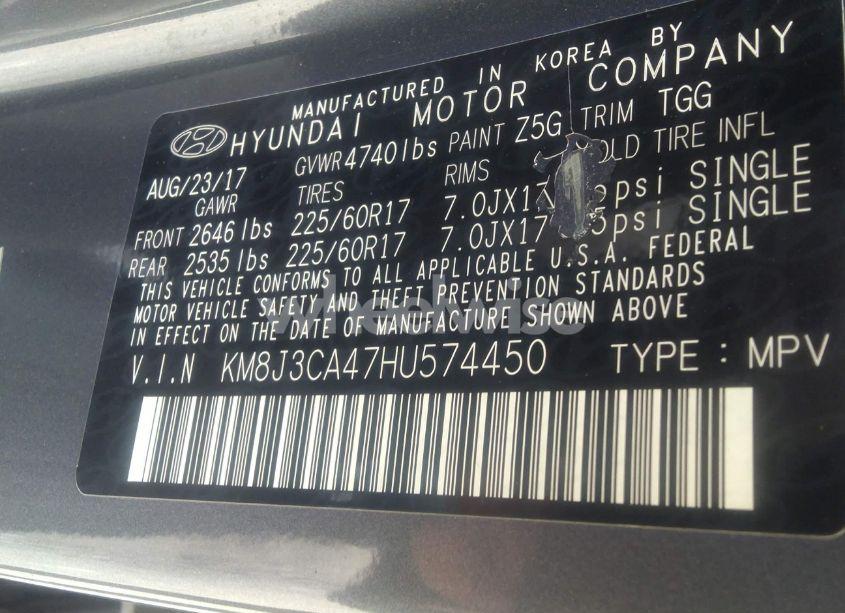 MANUFACTURED IN KOREA BY
HYUNDAI MOTOR COMPANY
AUG/23/17 GVWR 4740lbs PAINT Z5G TRIM TGG
GAWR TIRES RIMS OLD TIRE INFL
FRONT 2646 lbs 225/60R17 7.0JX17 psi SINGLE
REAR 2535 lbs 225/60R17 7.0JX17 5psi SINGLE
THIS VEHICLE CONFORMS TO ALL APPLICABLE U.S.A. FEDERAL
MOTOR VEHICLE SAFETY AND THEFT PREVENTION STANDARDS
IN EFFECT ON THE DATE OF MANUFACTURE SHOWN ABOVE
V.I.N KM8J3CA47HU574450 TYPE : MPV
wheelwise